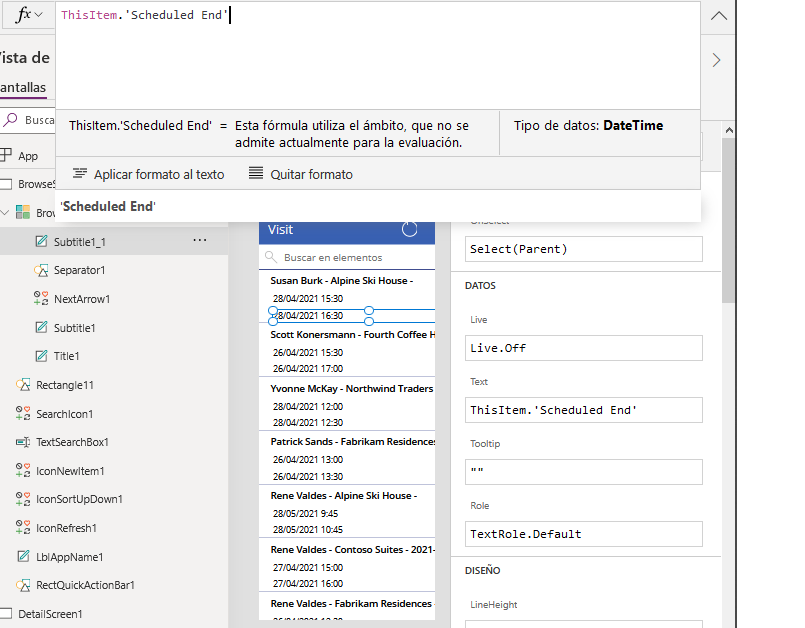 fx
ThisItem.'Scheduled End'
ThisItem.'Scheduled End' = Esta fórmula utiliza el ámbito, que no se admite actualmente para la evaluación.
Tipo de datos: DateTime
Aplicar formato al texto
Quitar formato
'Scheduled End'
ista de
antallas
Busca
App
BrowseS
Brow
Subtitle1_1
...
Separator1
NextArrow1
Subtitle1
Title1
Rectangle11
SearchIcon1
TextSearchBox1
IconNewItem1
IconSortUpDown1
IconRefresh1
LblAppName1
RectQuickActionBar1
DetailScreen1
Visit
Buscar en elementos
Susan Burk - Alpine Ski House -
28/04/2021 15:30
28/04/2021 16:30
Scott Konersmann - Fourth Coffee H
26/04/2021 15:30
26/04/2021 17:00
Yvonne McKay - Northwind Traders
28/04/2021 12:00
28/04/2021 12:30
Patrick Sands - Fabrikam Residences
26/04/2021 13:00
26/04/2021 13:30
Rene Valdes - Alpine Ski House -
28/05/2021 9:45
28/05/2021 10:45
Rene Valdes - Contoso Suites - 2021-
27/04/2021 15:00
27/04/2021 16:00
Rene Valdes - Fabrikam Residences
OnSelect
Select(Parent)
DATOS
Live
Live.Off
Text
ThisItem.'Scheduled End'
Tooltip
""
Role
TextRole.Default
DISEÑO
LineHeight